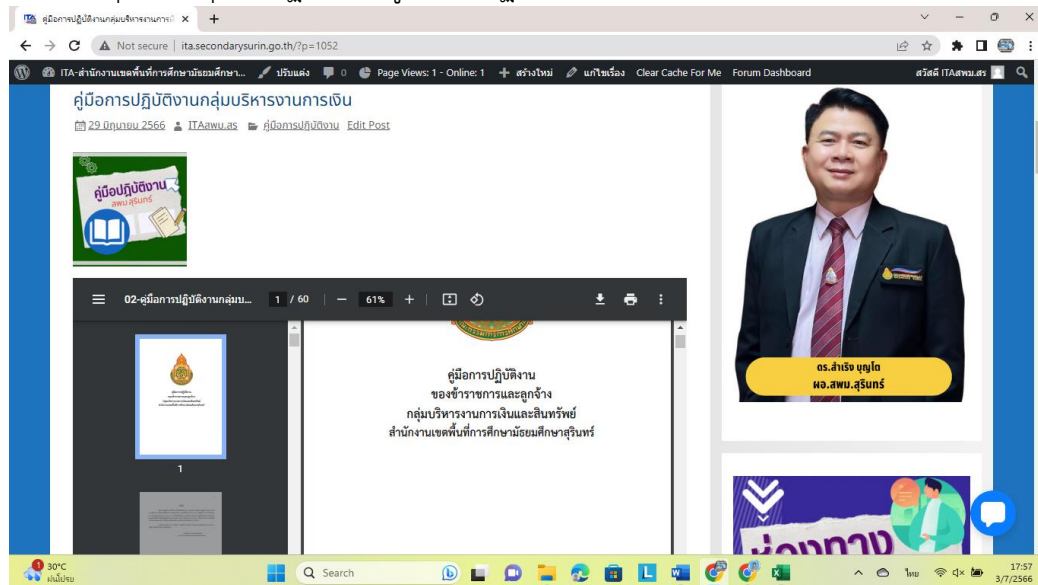 คู่มือการปฏิบัติงานกลุ่มบริหารงานการเงิ
Not secure
ita.secondarysurin.go.th/?p=1052
ITA-สำนักงานเขตพื้นที่การศึกษามัธยมศึกษา...
ปรับแต่ง
0
Page Views: 1 - Online: 1
สร้างใหม่
แก้ไขเรื่อง
Clear Cache For Me
Forum Dashboard
สวัสดี ITAสพม.สร
คู่มือการปฏิบัติงานกลุ่มบริหารงานการเงิน
29 มิถุนายน 2566
ITAสพม.สร
คู่มือการปฏิบัติงาน
Edit Post
คู่มือปฏิบัติงาน
สพม.สุรินทร์
02-คู่มือการปฏิบัติงานกลุ่มบ...
1 / 60
61%
คู่มือการปฏิบัติงาน
ของข้าราชการและลูกจ้าง
กลุ่มบริหารงานการเงินและสินทรัพย์
สำนักงานเขตพื้นที่การศึกษามัธยมศึกษาสุรินทร์
1
ดร.สำเริง บุญโต
ผอ.สพม.สุรินทร์
ช่องทาง
1
30°C
Search
ไทย
17:57
3/7/2566